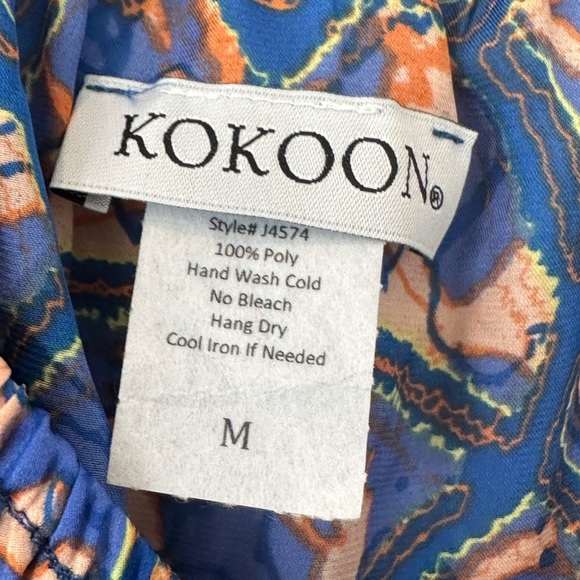 KOKOON®
Style# J4574
100% Poly
Hand Wash Cold
No Bleach
Hang Dry
Cool Iron If Needed
M